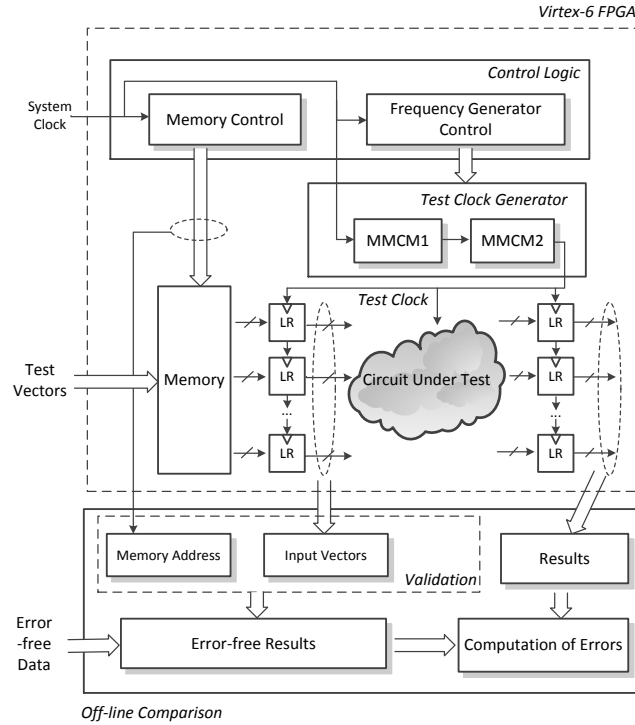 Virtex-6 FPGA
Control Logic
System
Clock
Memory Control
Frequency Generator
Control
Test Clock Generator
MMCM1
MMCM2
Test Clock
LR
LR
Test
Vectors
Memory
LR
Circuit Under Test
LR
...
...
LR
LR
Memory Address
Input Vectors
Results
Validation
Error
-free
Data
Error-free Results
Computation of Errors
Off-line Comparison